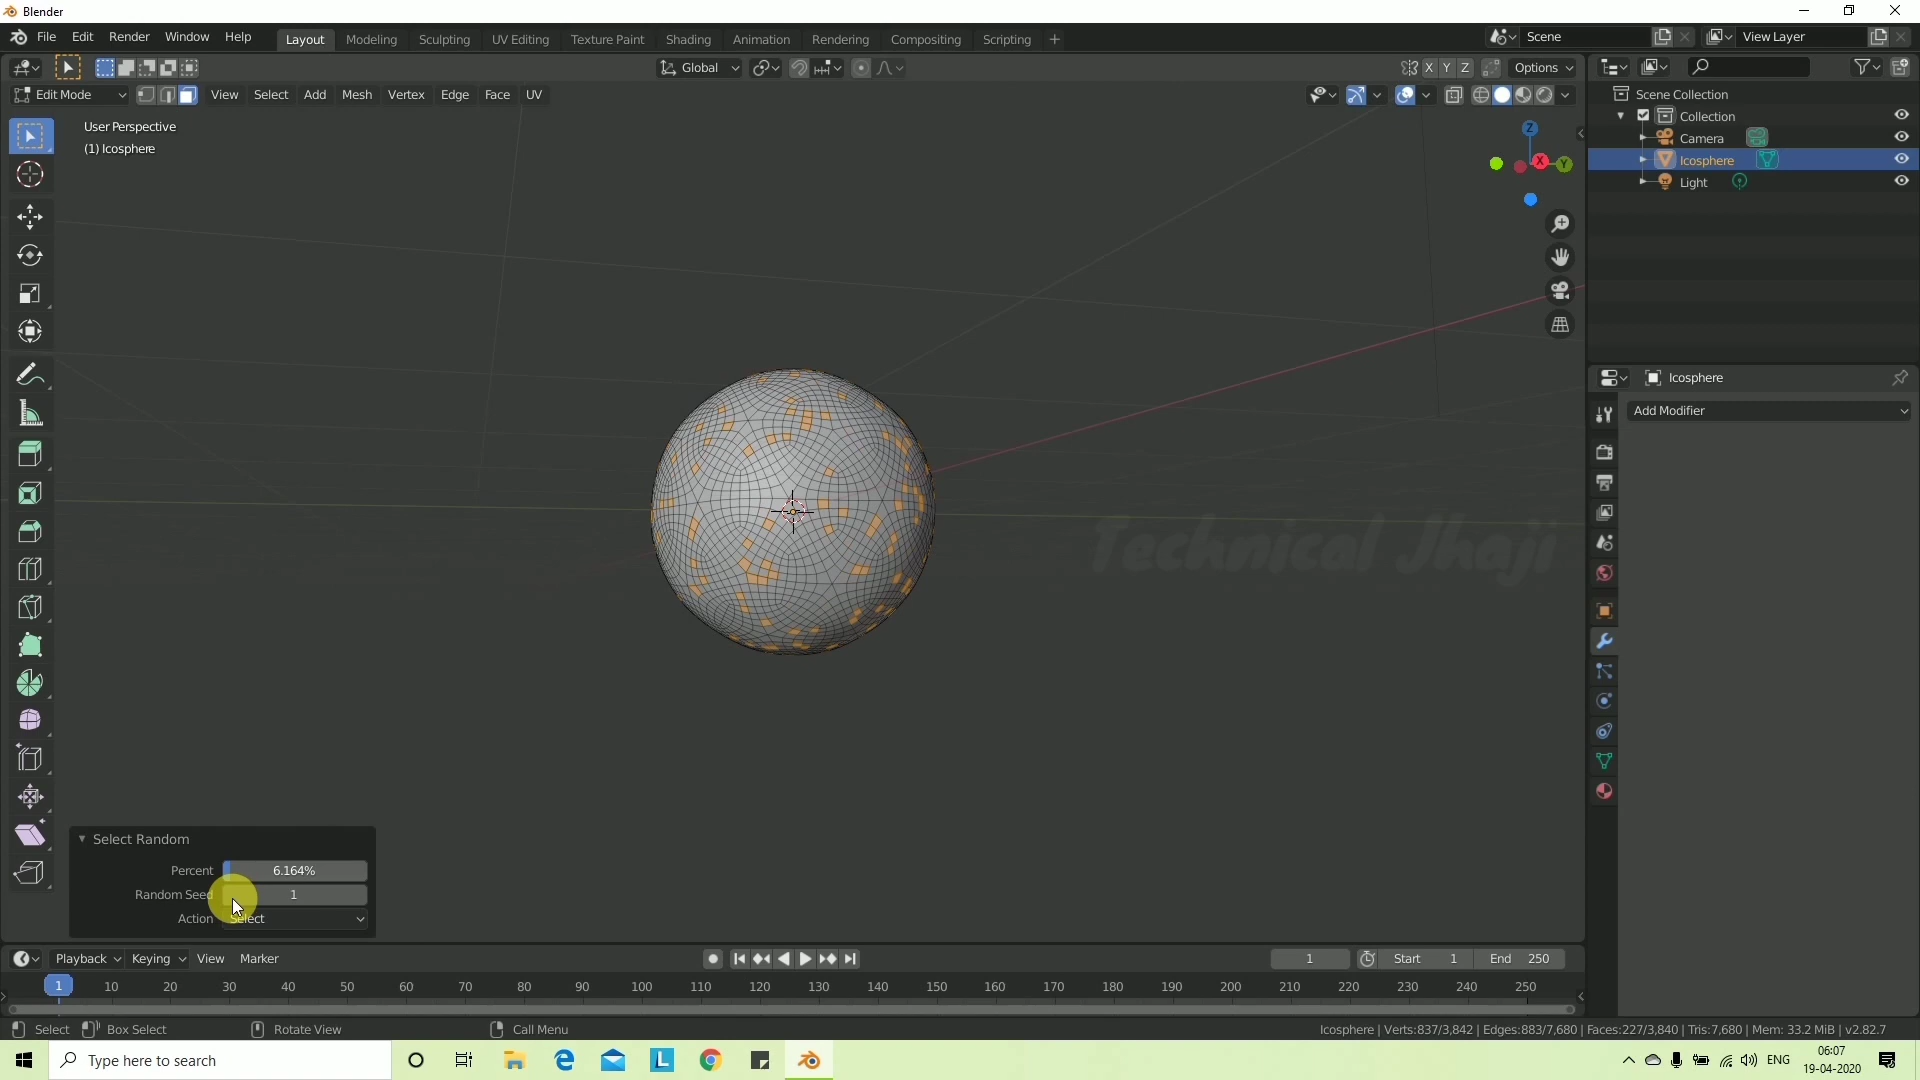 Blender
File Edit Render Window Help Layout Modeling Sculpting UV Editing Texture Paint Shading Animation Rendering Compositing Scripting + Scene View Layer
Global X Y Z Options
Edit Mode View Select Add Mesh Vertex Edge Face UV
Scene Collection
Collection
Camera
Icosphere
Light
User Perspective
(1) Icosphere
Z
X
Y
Icosphere
Add Modifier
Technical Jhaji
Select Random
Percent 6.164%
Random Seed 1
Action Select
Playback Keying View Marker 1 Start 1 End 250
1 10 20 30 40 50 60 70 80 90 100 110 120 130 140 150 160 170 180 190 200 210 220 230 240 250
Select Box Select Rotate View Call Menu Icosphere | Verts:837/3,842 | Edges:883/7,680 | Faces:227/3,840 | Tris:7,680 | Mem: 33.2 MiB | v2.82.7
Type here to search L ENG 06:07
19-04-2020